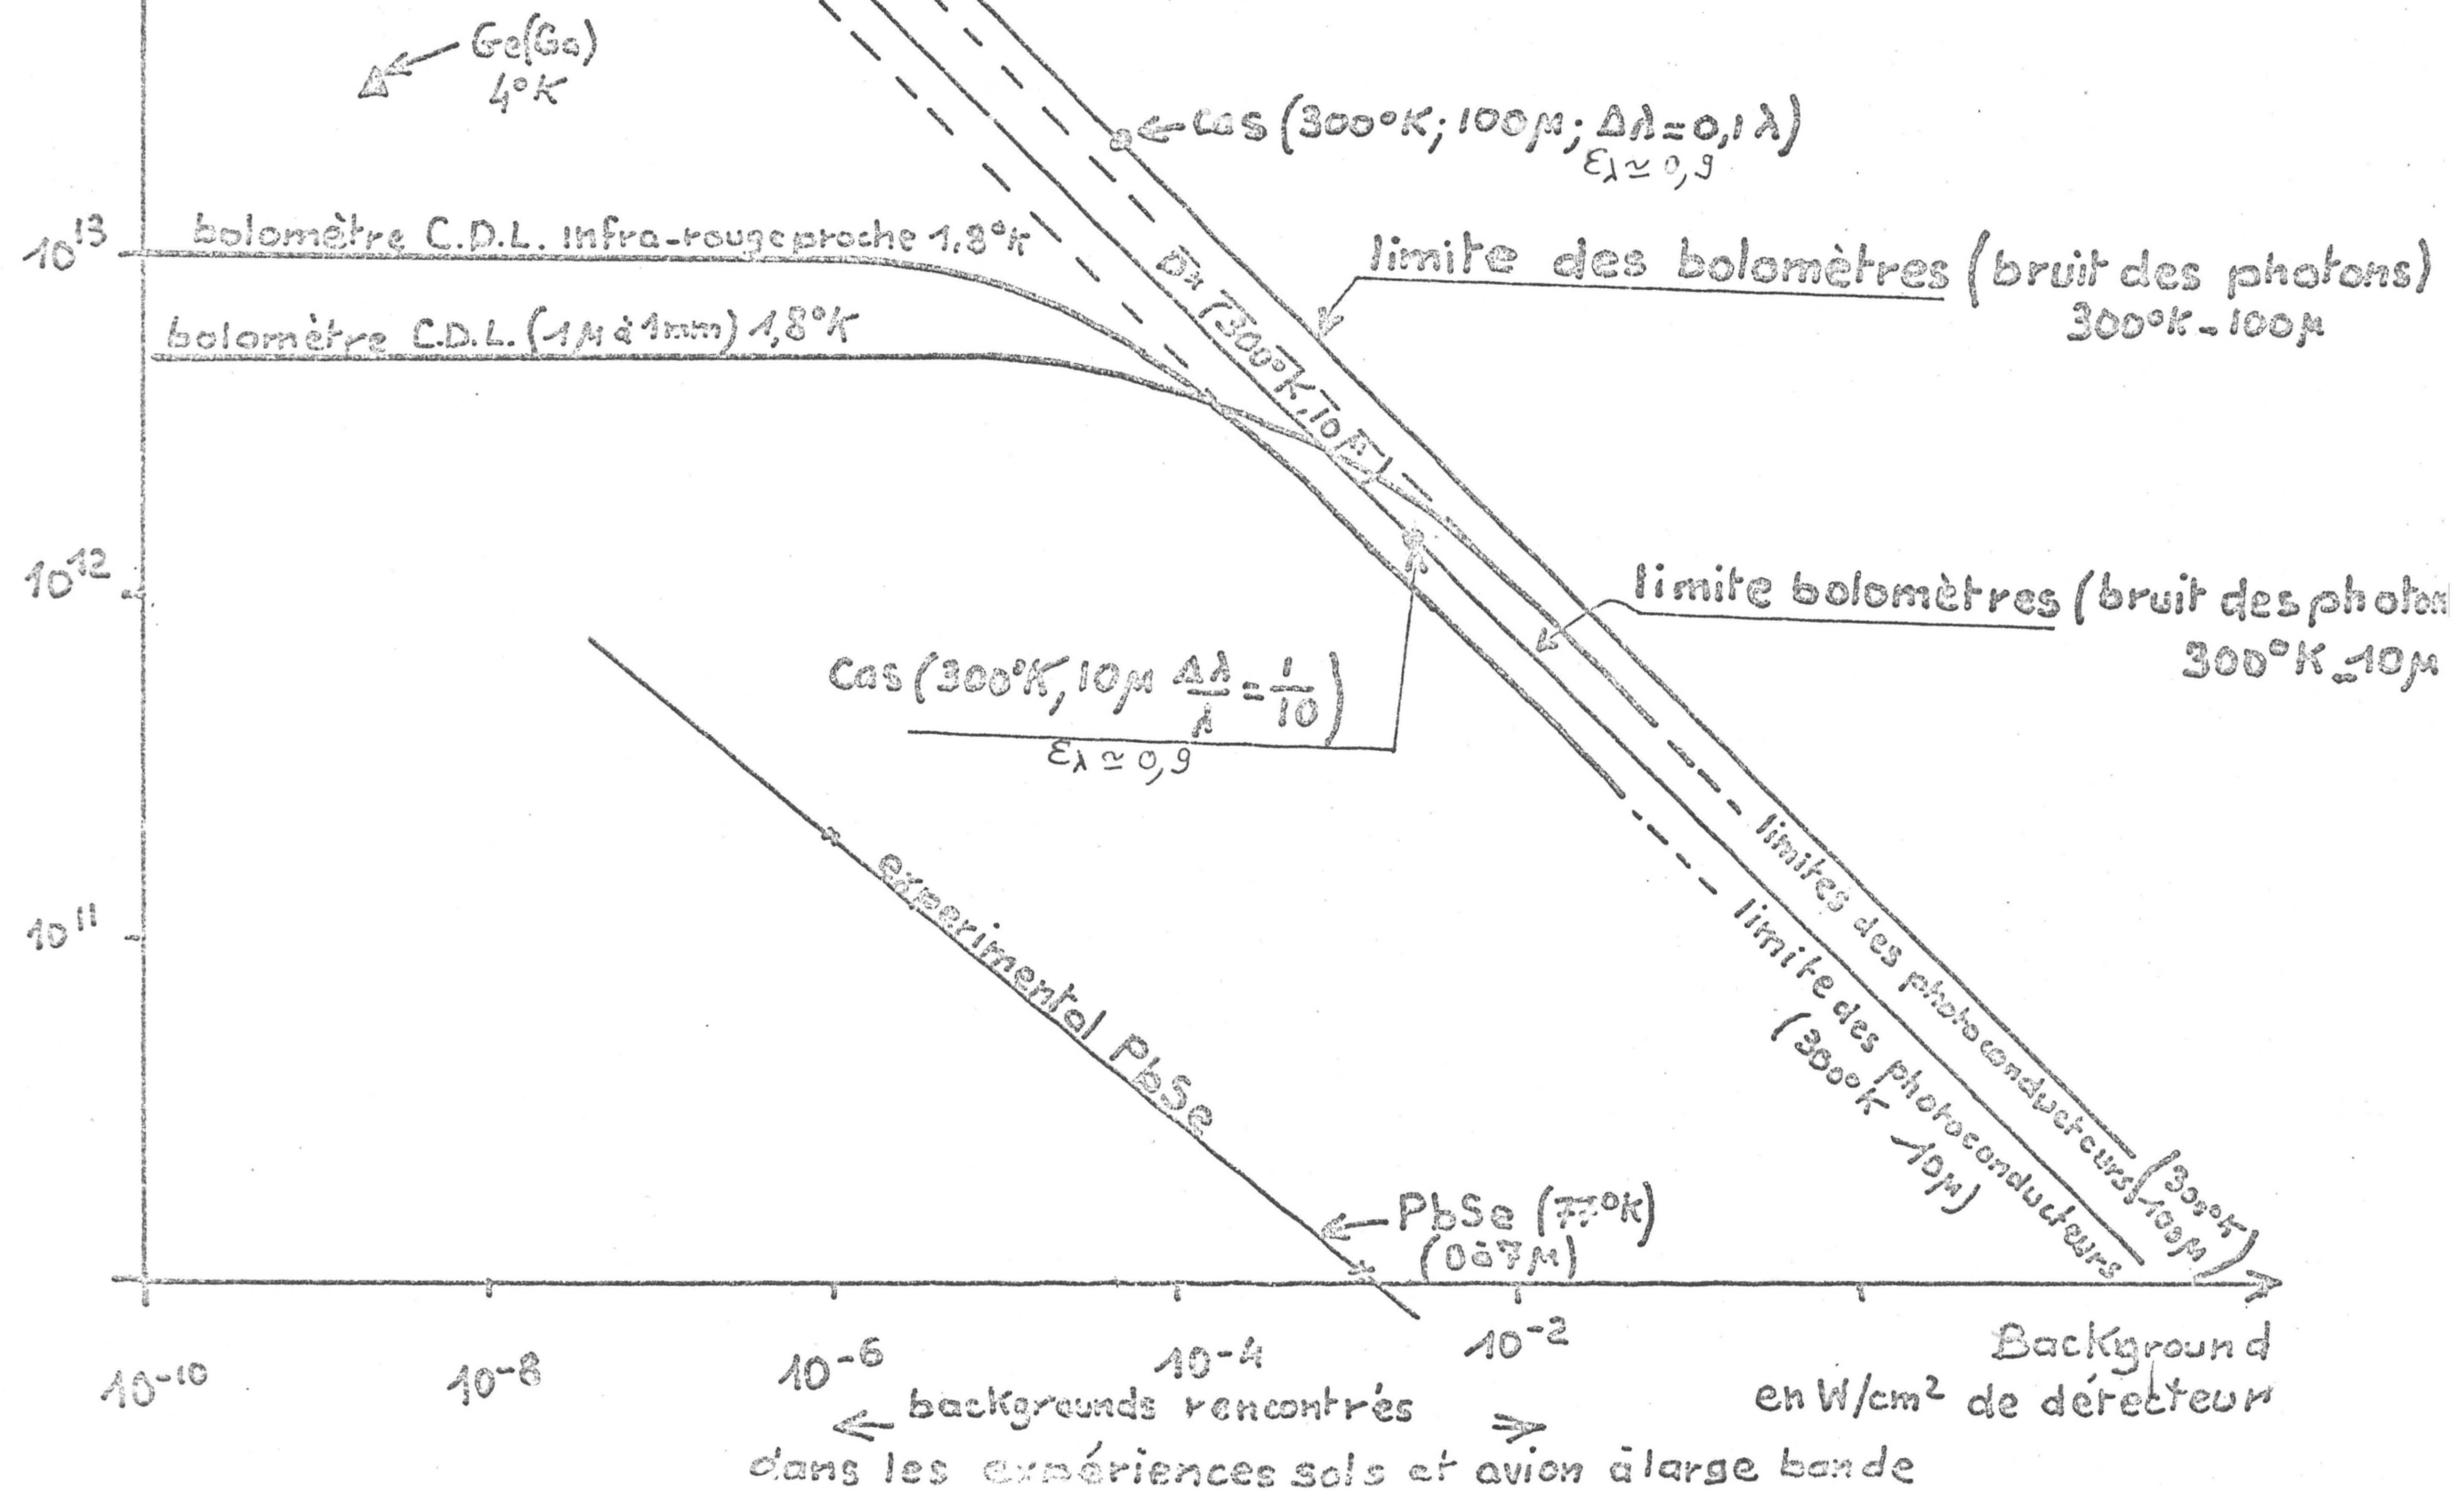 Ge(Ga)
4°K
Cas (300°K; 100μ; Δλ=0,1λ)
ελ≃0,9
10¹³
bolomètre C.D.L. infra-rouge proche 1,8°K
limite des bolomètres (bruit des photons)
300°K-100μ
bolomètre C.D.L. (1μ à 1mm) 1,8°K
(300°K,10μ)
10¹²
limite bolomètres (bruit des photon
300°K-10μ
Cas (300°K, 10μ Δλ/λ = 1/10)
ελ≃0,9
10¹¹
experimental PbSe
limites des photoconducteurs (300°K-100μ)
limite des photoconducteurs
(300°K-10μ)
PbSe (77°K)
(0à7μ)
10⁻¹⁰ 10⁻⁸ 10⁻⁶ 10⁻⁴ 10⁻²
Background
en W/cm² de détecteur
backgrounds rencontrés
dans les expériences sols et avion à large bande